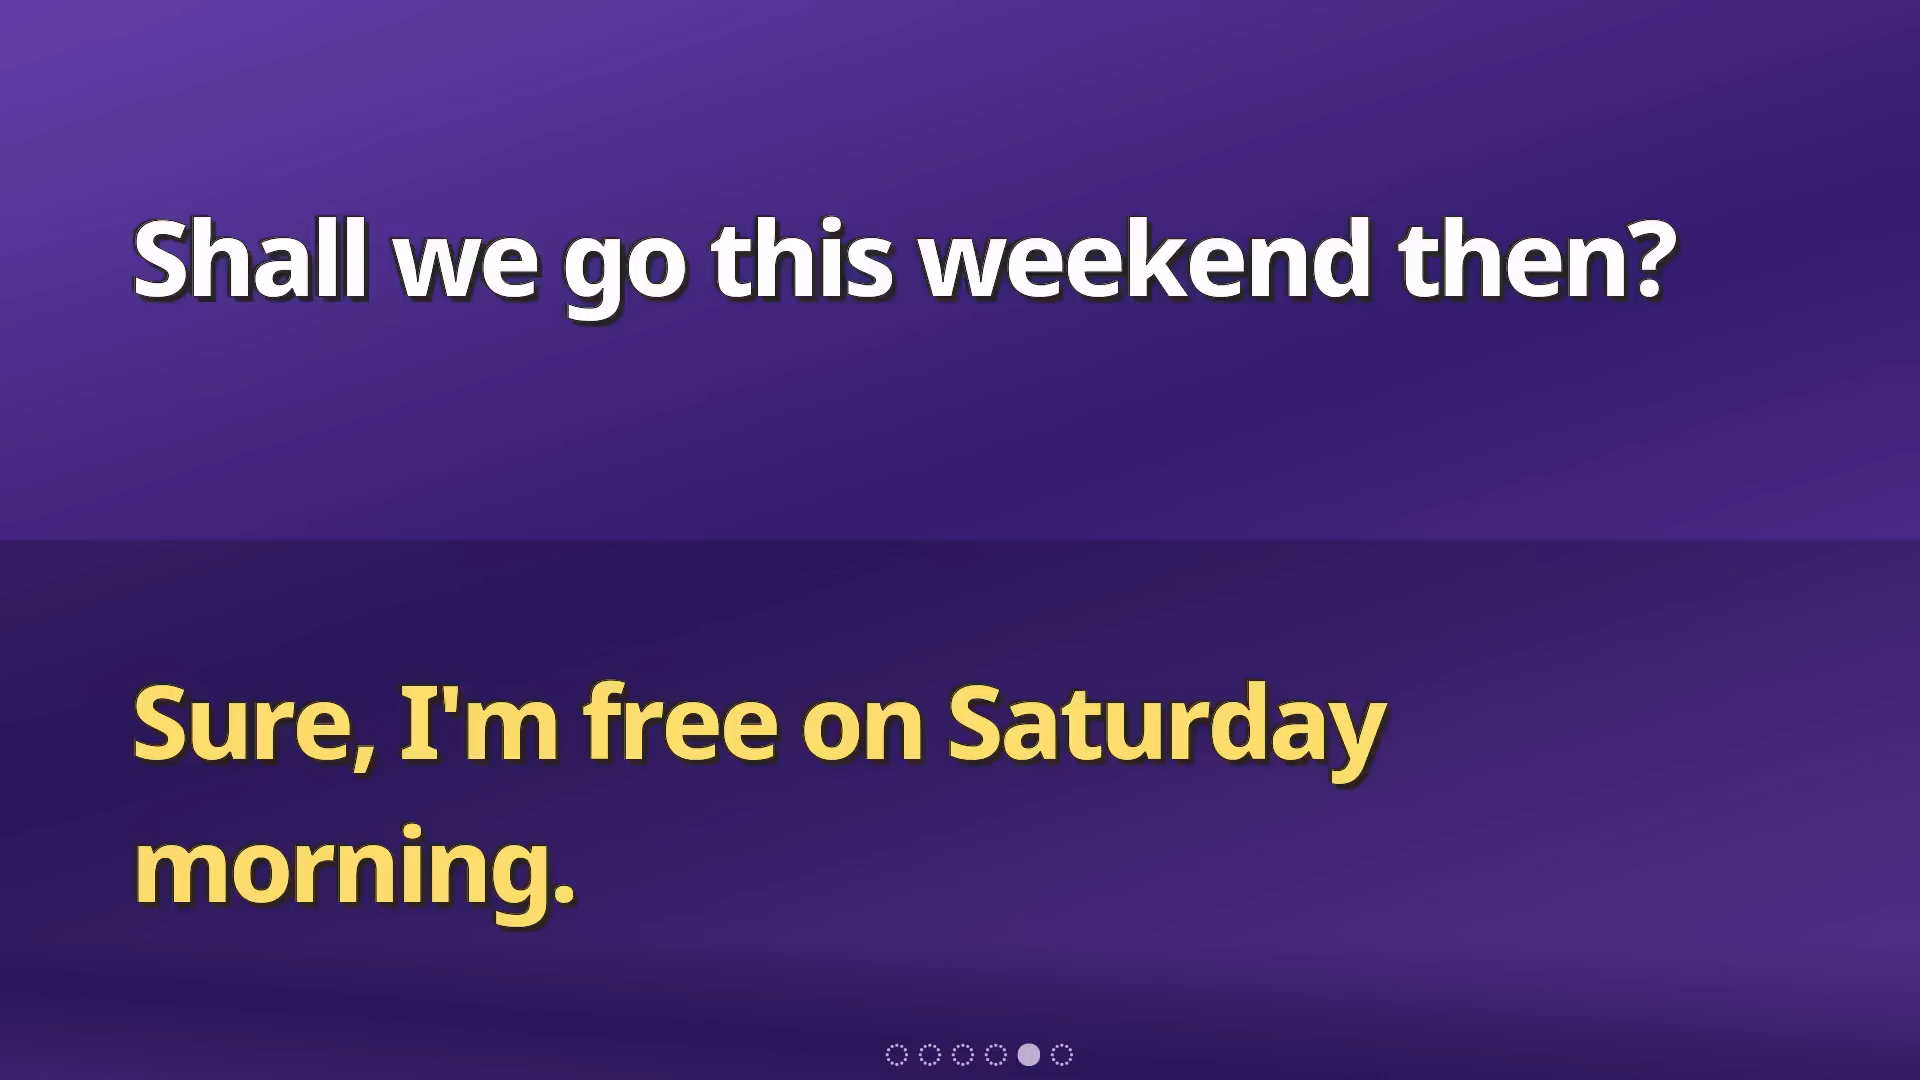 Shall we go this weekend then?
Sure, I'm free on Saturday
morning.